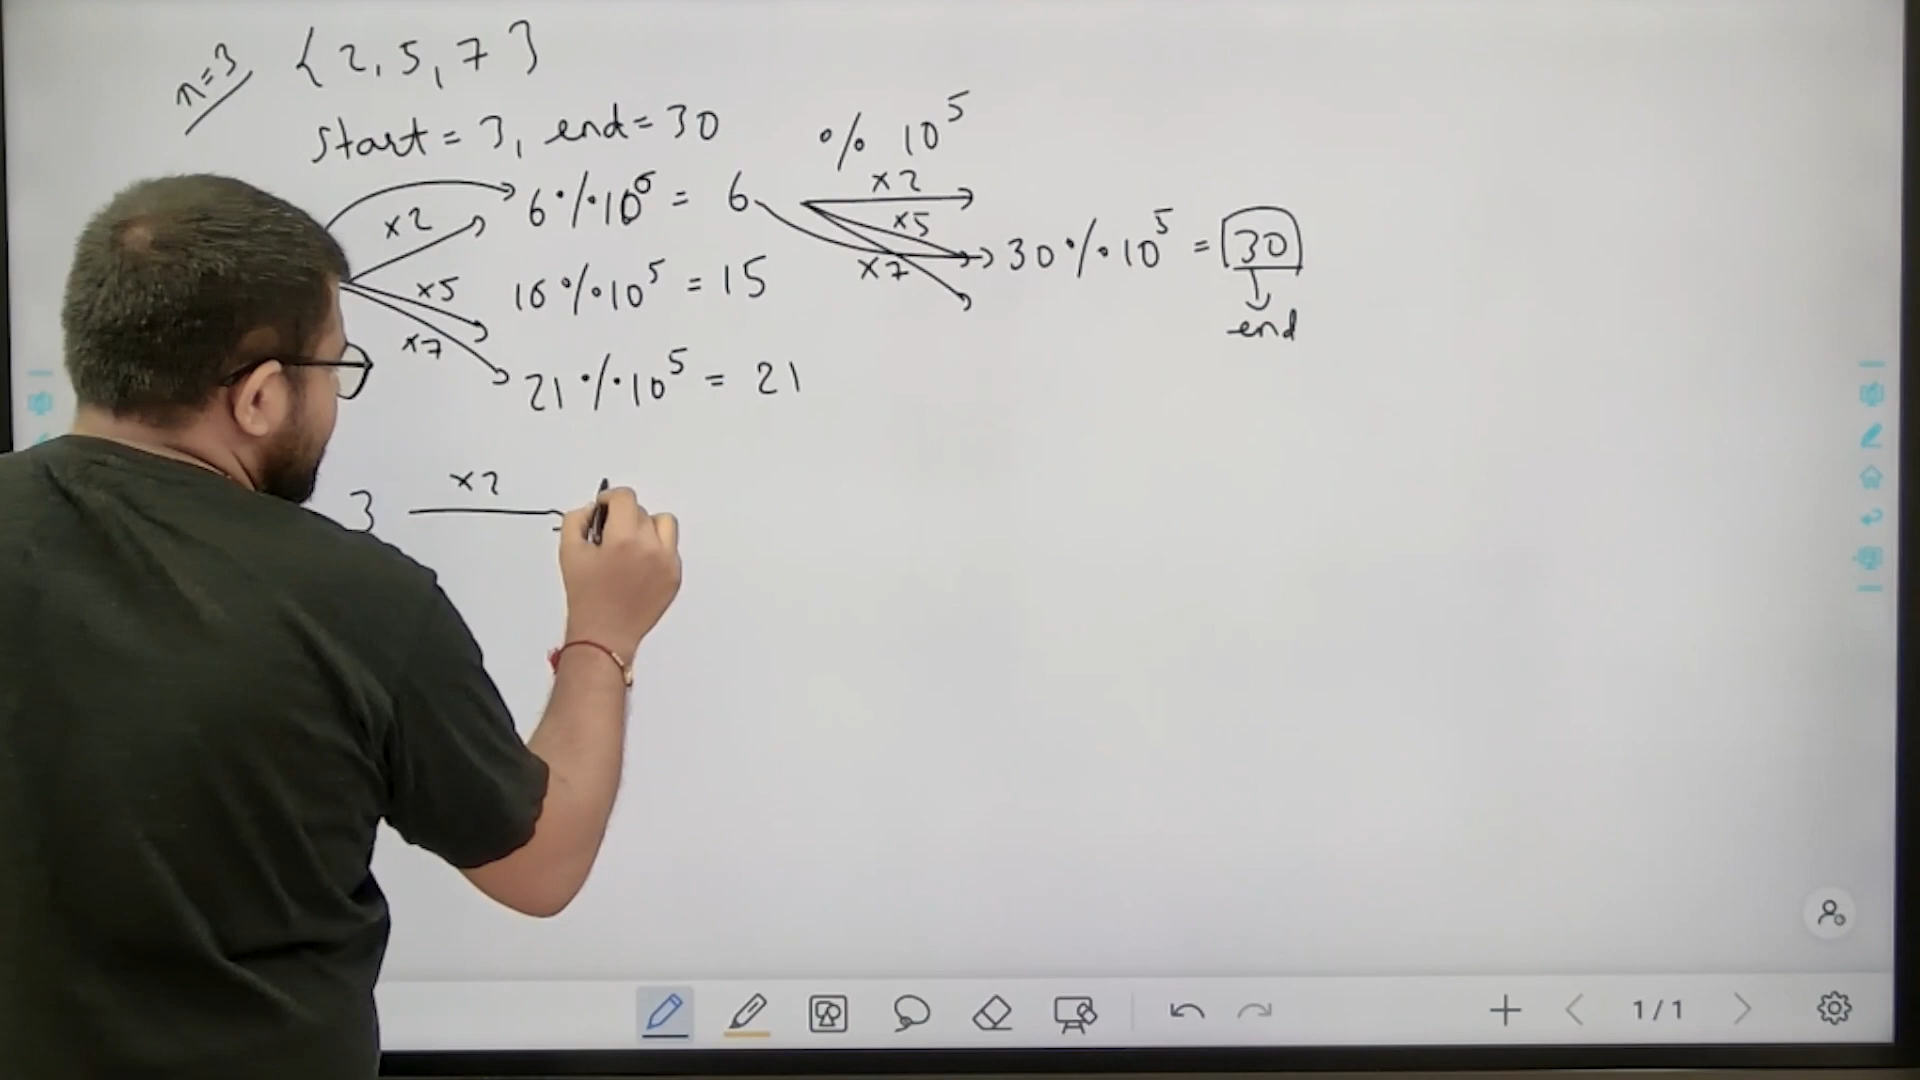 n=3 {2, 5, 7}
start = 3, end = 30
% 10^5
×2 6 % 10^5 = 6
×5 16 % 10^5 = 15
×7 21 % 10^5 = 21
×2
×5 30 % 10^5 = 30
×7
end
3 ×2
1/1